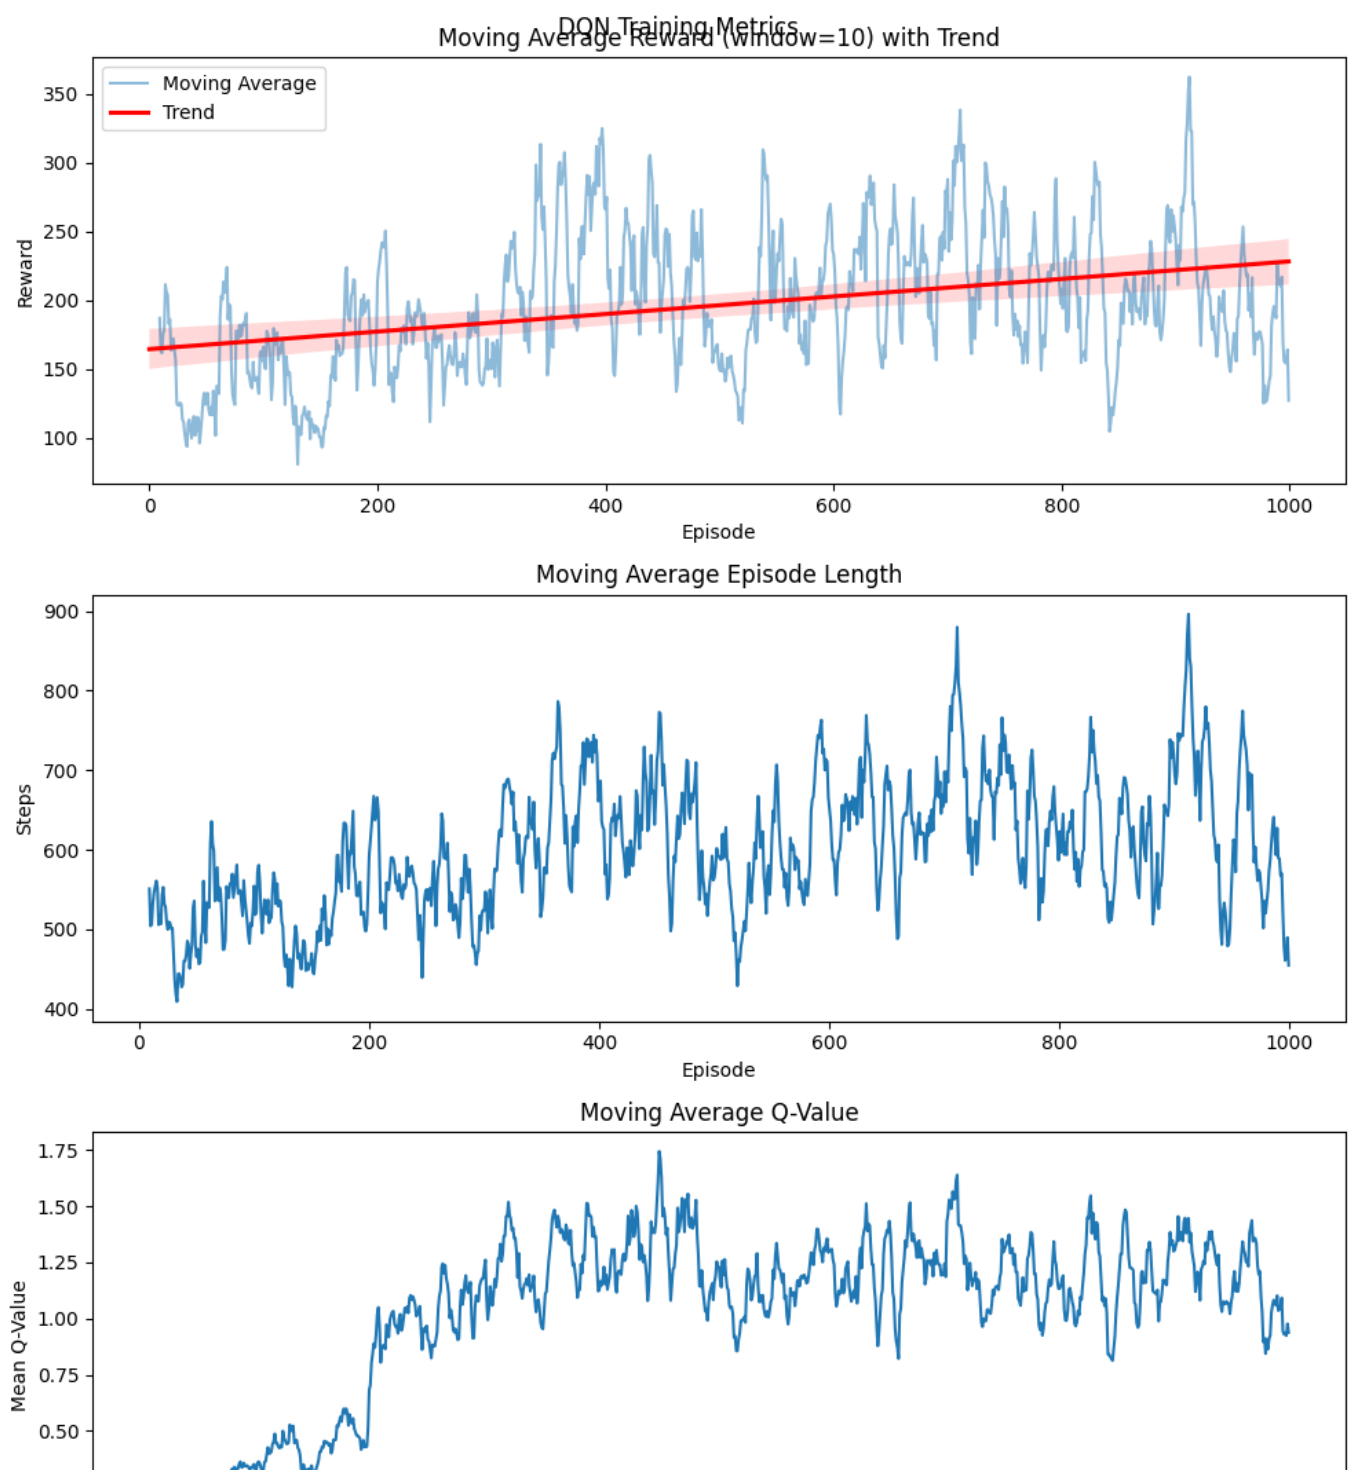 DQN Training Metrics
Moving Average Reward (window=10) with Trend
Moving Average
Trend
350
300
250
200
150
100
Reward
0 200 400 600 800 1000
Episode
Moving Average Episode Length
900
800
700
600
500
400
Steps
0 200 400 600 800 1000
Episode
Moving Average Q-Value
1.75
1.50
1.25
1.00
0.75
0.50
Mean Q-Value